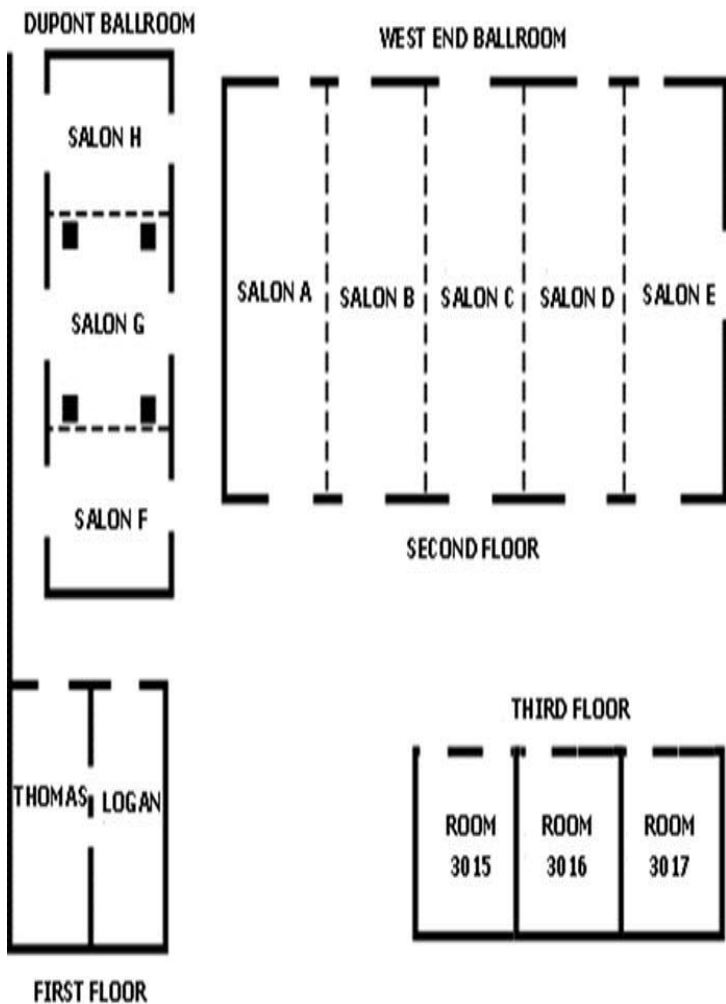 DUPONT BALLROOM
SALON H
SALON G
SALON F
THOMAS
LOGAN
FIRST FLOOR
WEST END BALLROOM
SALON A
SALON B
SALON C
SALON D
SALON E
SECOND FLOOR
THIRD FLOOR
ROOM
3015
ROOM
3016
ROOM
3017